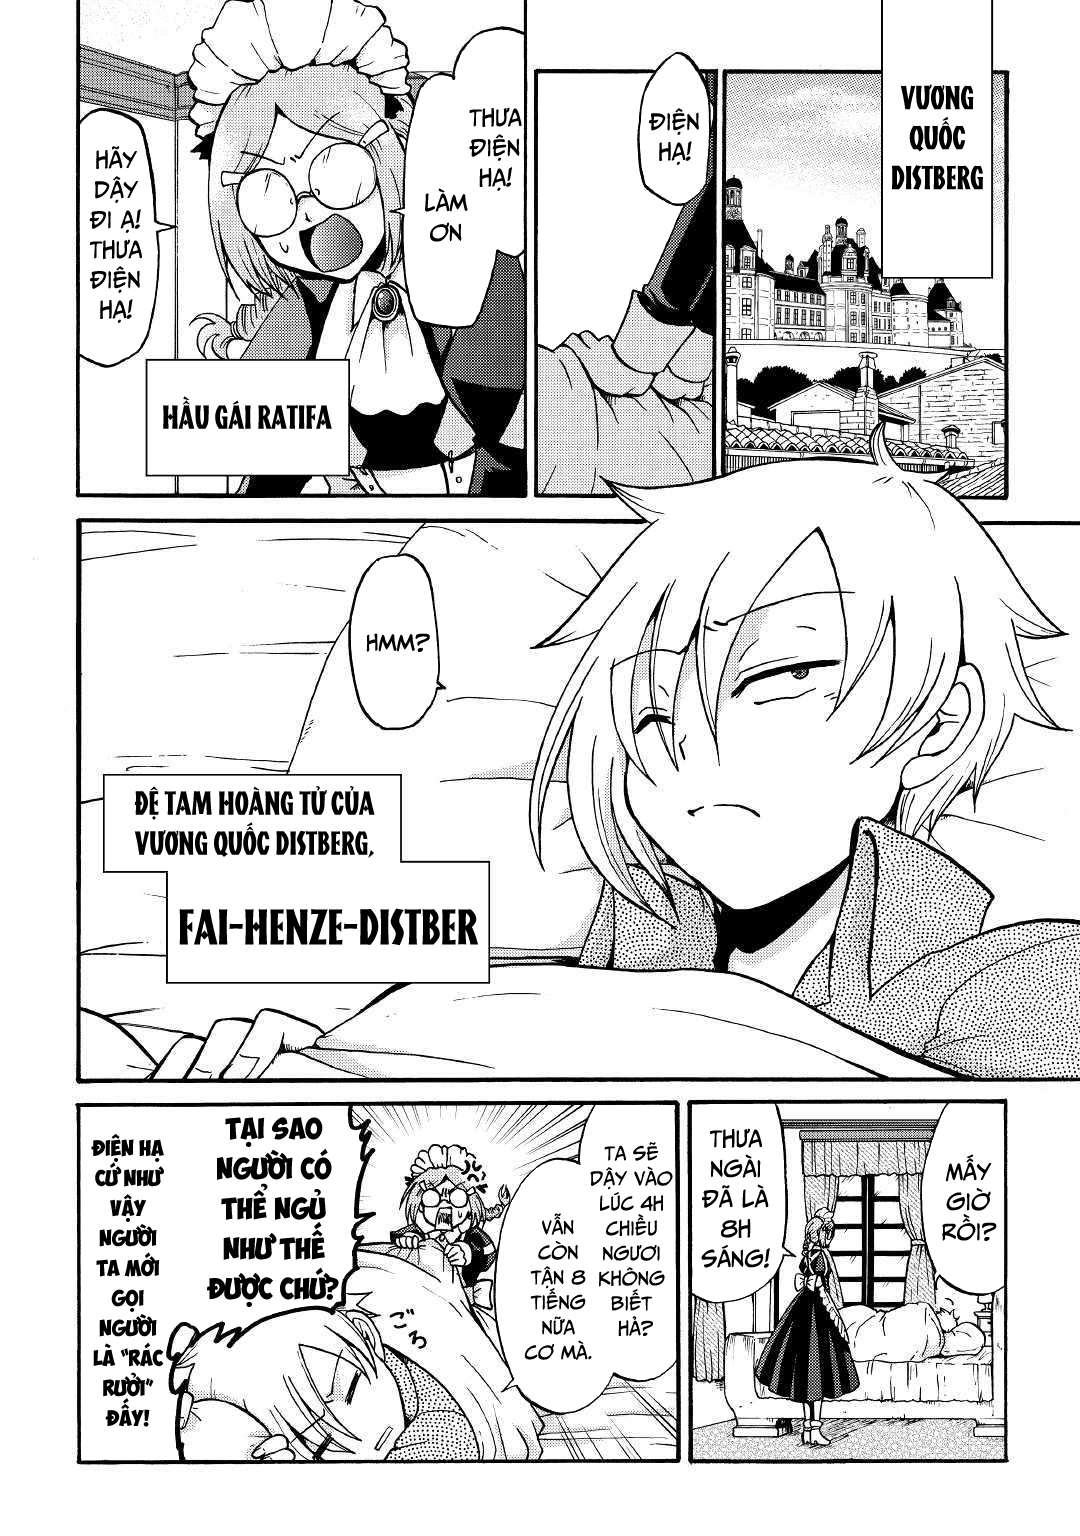 VƯƠNG
QUỐC
DISTBERG
ĐIỆN
HẠ!
THƯA
ĐIỆN
HẠ!
LÀM
ƠN
HÃY
DẬY
ĐI Ạ!
THƯA
ĐIỆN
HẠ!
HẦU GÁI RATIFA
HMM?
ĐỆ TAM HOÀNG TỬ CỦA
VƯƠNG QUỐC DISTBERG,
FAI-HENZE-DISTBER
MẤY
GIỜ
RỒI?
THƯA
NGÀI
ĐÃ LÀ
8H
SÁNG!
TA SẼ
DẬY VÀO
LÚC 4H
CHIỀU
NGƯƠI
KHÔNG
BIẾT
HẢ?
VẪN
CÒN
TẬN 8
TIẾNG
NỮA
CƠ MÀ.
ごろ
TẠI SAO
NGƯỜI CÓ
THỂ NGỦ
NHƯ THẾ
ĐƯỢC CHỨ?
ĐIỆN HẠ
CỨ NHƯ
VẬY
NGƯỜI
TA MỚI
GỌI
NGƯỜI
LÀ "RÁC
RƯỞI"
ĐẤY!